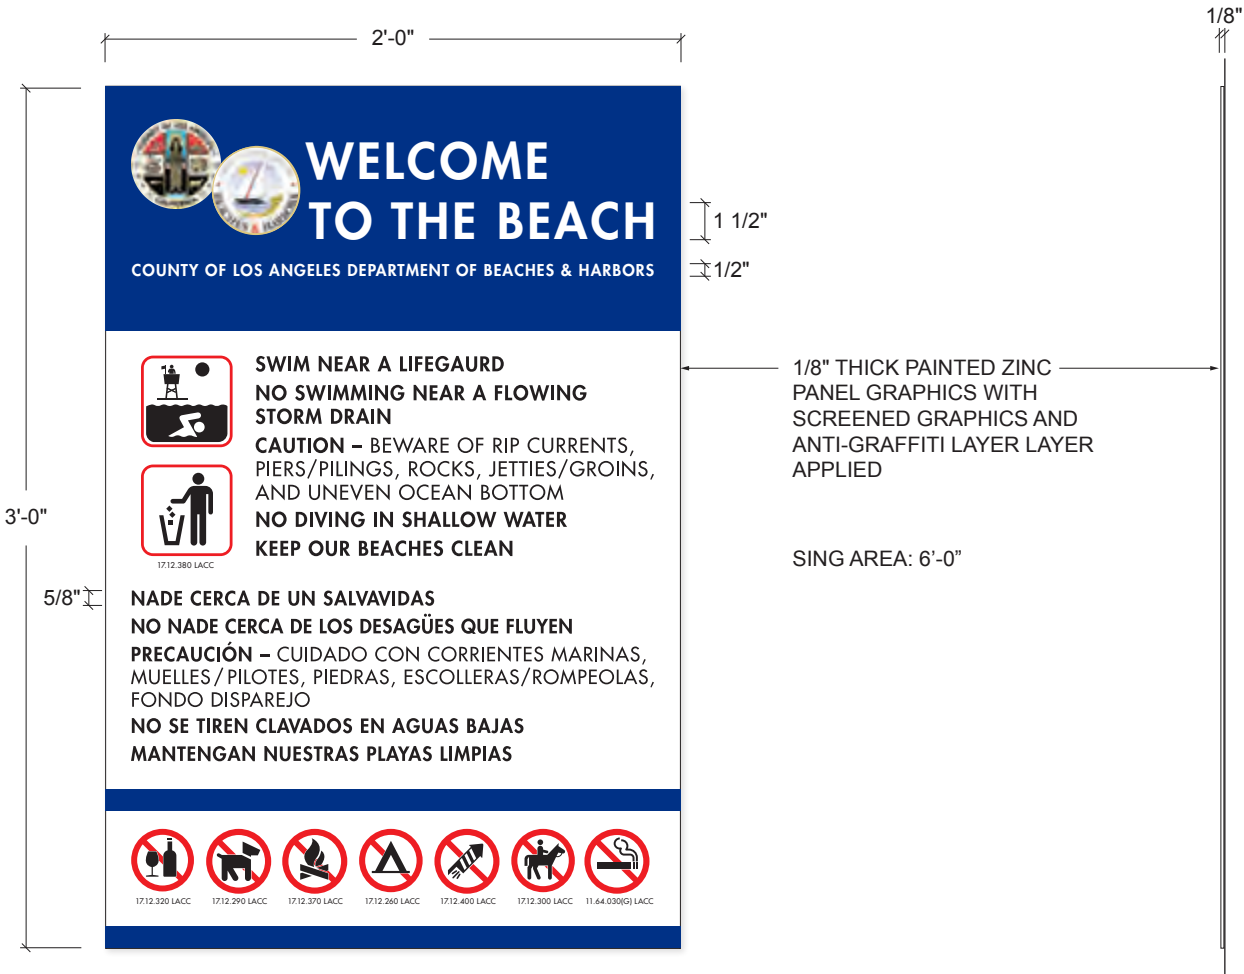 1/8"
2'-0"
WELCOME
TO THE BEACH
1 1/2"
COUNTY OF LOS ANGELES DEPARTMENT OF BEACHES & HARBORS
1/2"
SWIM NEAR A LIFEGAURD
NO SWIMMING NEAR A FLOWING
STORM DRAIN
CAUTION – BEWARE OF RIP CURRENTS,
PIERS/PILINGS, ROCKS, JETTIES/GROINS,
AND UNEVEN OCEAN BOTTOM
NO DIVING IN SHALLOW WATER
KEEP OUR BEACHES CLEAN
17.12.380 LACC
1/8" THICK PAINTED ZINC
PANEL GRAPHICS WITH
SCREENED GRAPHICS AND
ANTI-GRAFFITI LAYER LAYER
APPLIED
SING AREA: 6’-0”
3'-0"
5/8"
NADE CERCA DE UN SALVAVIDAS
NO NADE CERCA DE LOS DESAGÜES QUE FLUYEN
PRECAUCIÓN – CUIDADO CON CORRIENTES MARINAS,
MUELLES/PILOTES, PIEDRAS, ESCOLLERAS/ROMPEOLAS,
FONDO DISPAREJO
NO SE TIREN CLAVADOS EN AGUAS BAJAS
MANTENGAN NUESTRAS PLAYAS LIMPIAS
17.12.320 LACC 17.12.290 LACC 17.12.370 LACC 17.12.260 LACC 17.12.400 LACC 17.12.300 LACC 11.64.030(G) LACC